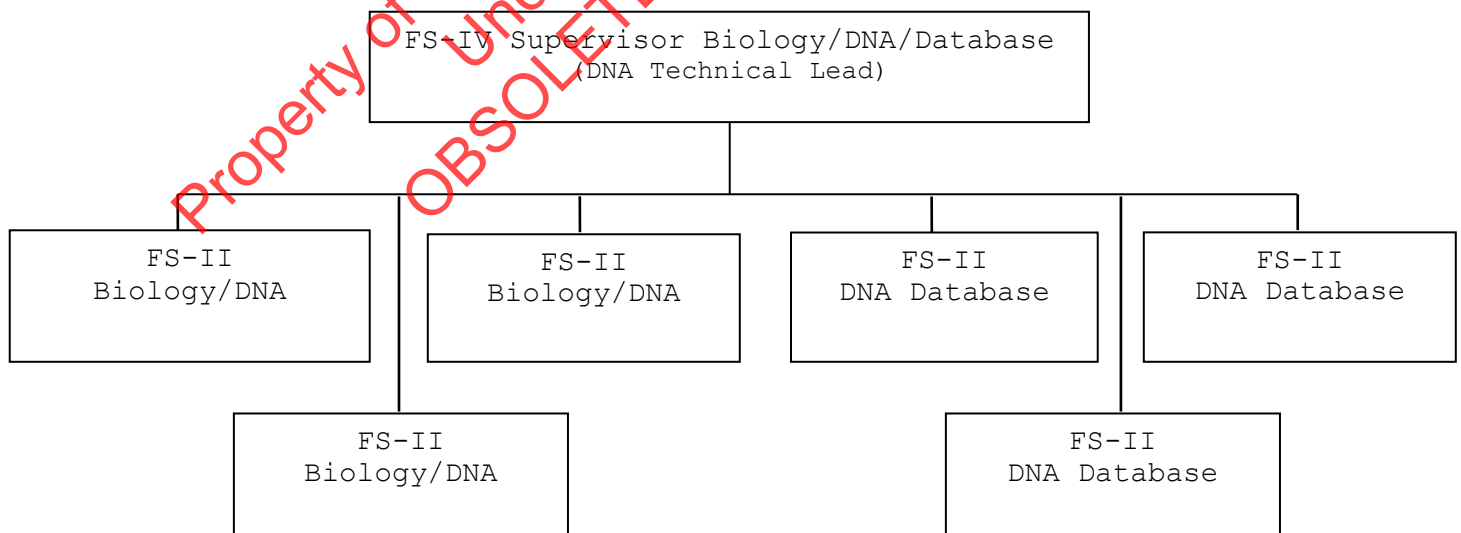 FS-IV Supervisor Biology/DNA/Database
(DNA Technical Lead)
Property of
OBSOLETE
FS-II
Biology/DNA
FS-II
Biology/DNA
FS-II
DNA Database
FS-II
DNA Database
FS-II
Biology/DNA
FS-II
DNA Database